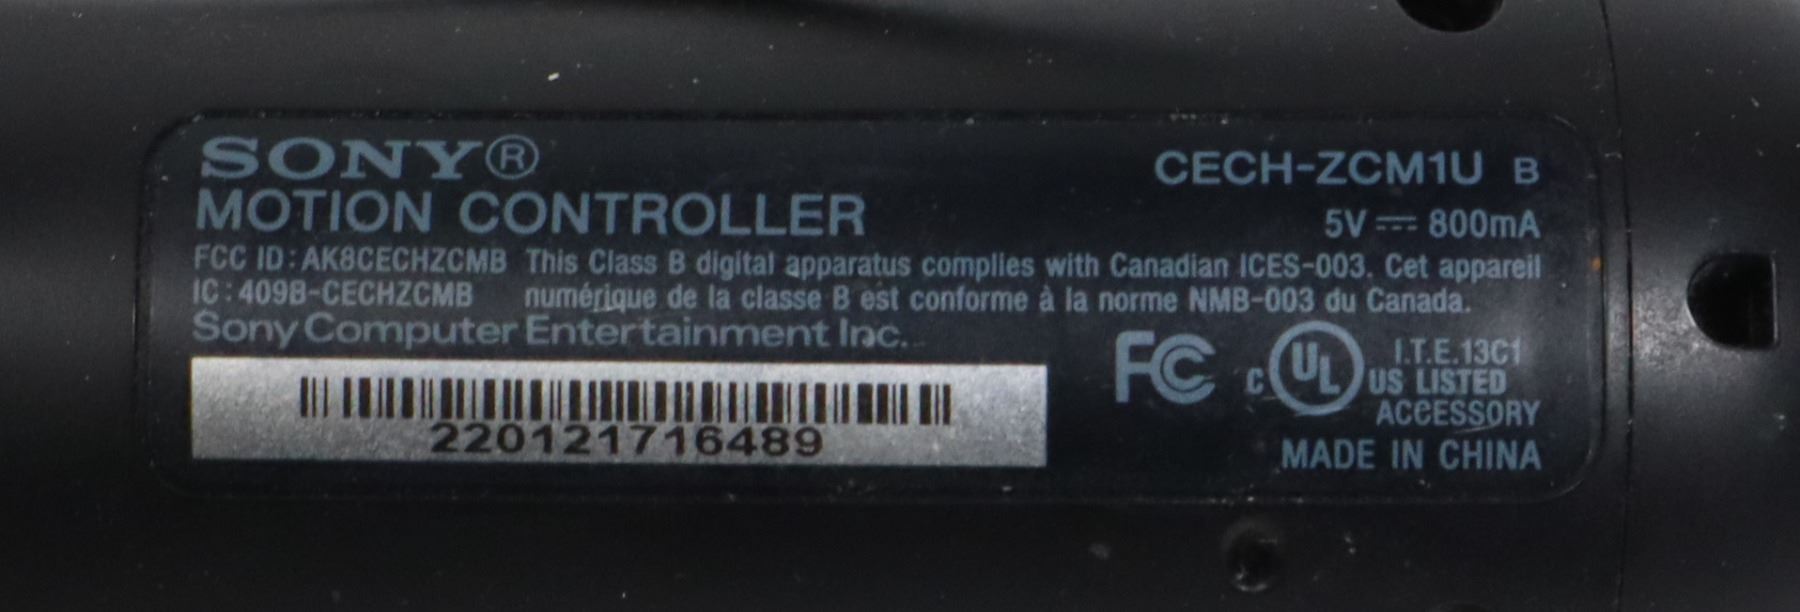 SONY®
MOTION CONTROLLER
CECH-ZCM1U B
5V ⎓ 800mA
FCC ID: AK8CECHZCMB This Class B digital apparatus complies with Canadian ICES-003. Cet appareil
IC: 409B-CECHZCMB numérique de la classe B est conforme à la norme NMB-003 du Canada.
Sony Computer Entertainment Inc.
220121716489
FC
C UL US LISTED
I.T.E.13C1
ACCESSORY
MADE IN CHINA